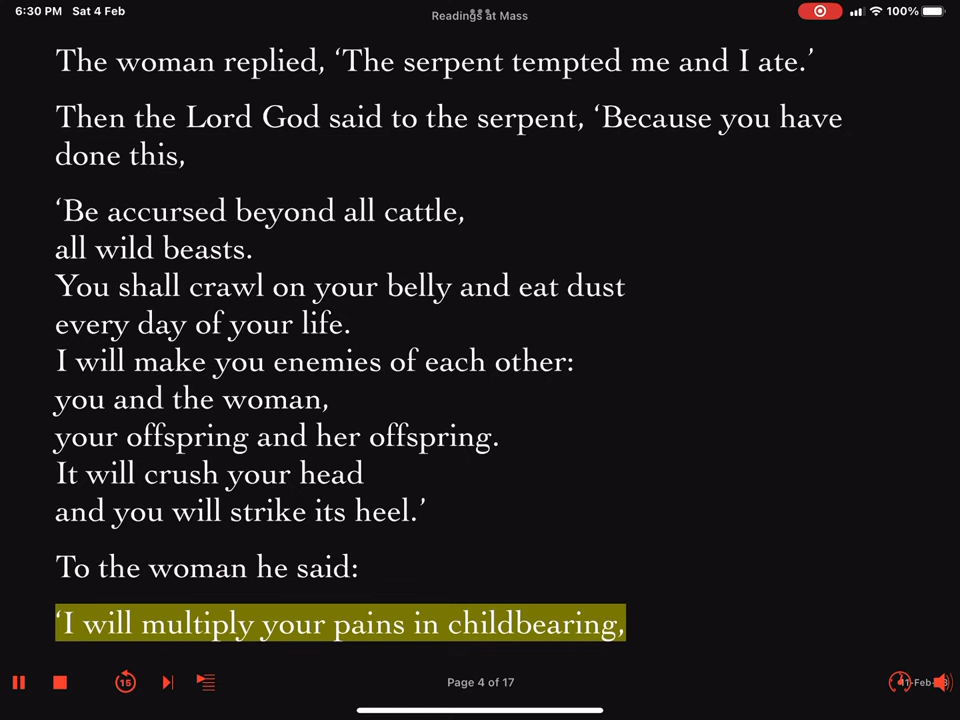 6:30 PM Sat 4 Feb
Readings at Mass
100%
The woman replied, ‘The serpent tempted me and I ate.’
Then the Lord God said to the serpent, ‘Because you have
done this,
‘Be accursed beyond all cattle,
all wild beasts.
You shall crawl on your belly and eat dust
every day of your life.
I will make you enemies of each other:
you and the woman,
your offspring and her offspring.
It will crush your head
and you will strike its heel.’
To the woman he said:
‘I will multiply your pains in childbearing,
15
Page 4 of 17